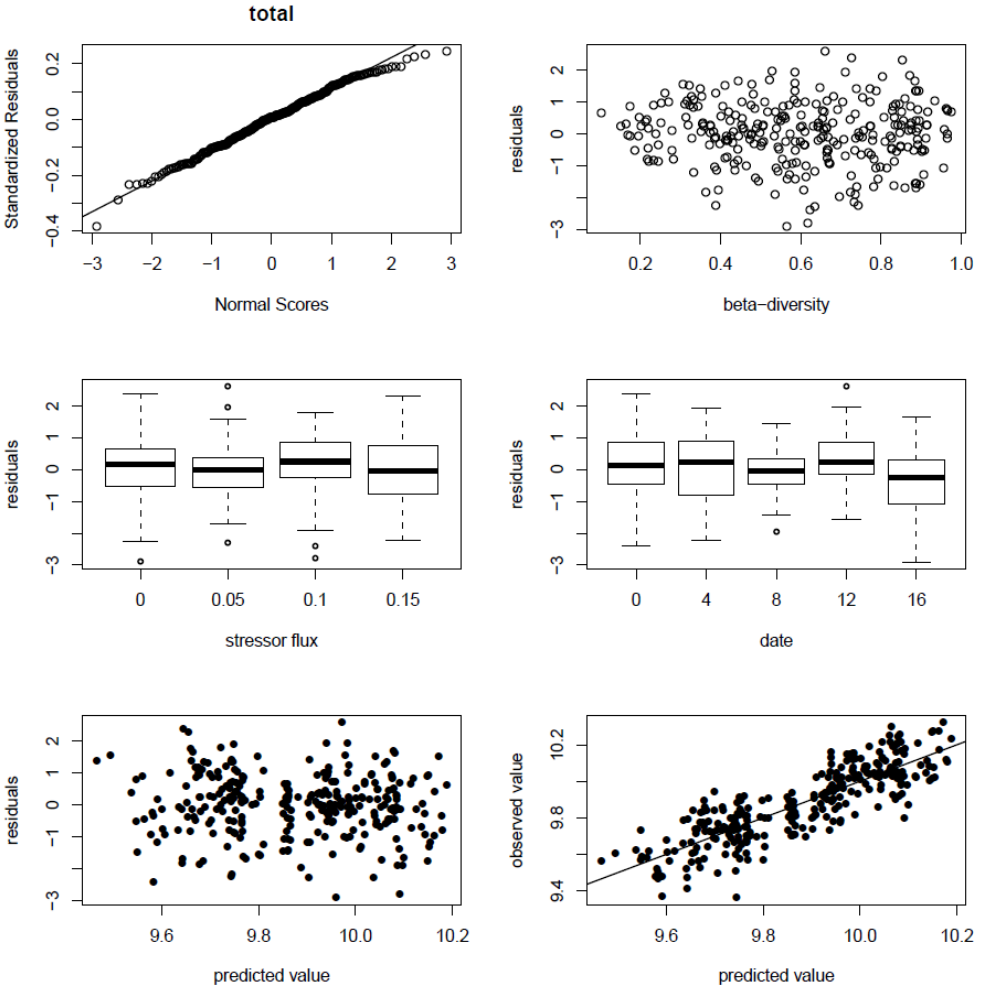 total
Standardized Residuals
−0.4 −0.2 0.0 0.2
−3 −2 −1 0 1 2 3
Normal Scores
residuals
−3 −1 0 1 2
0.2 0.4 0.6 0.8 1.0
beta−diversity
residuals
−3 −1 0 1 2
0 0.05 0.1 0.15
stressor flux
residuals
−3 −1 0 1 2
0 4 8 12 16
date
residuals
−3 −1 0 1 2
9.6 9.8 10.0 10.2
predicted value
observed value
9.4 9.8 10.2
9.6 9.8 10.0 10.2
predicted value